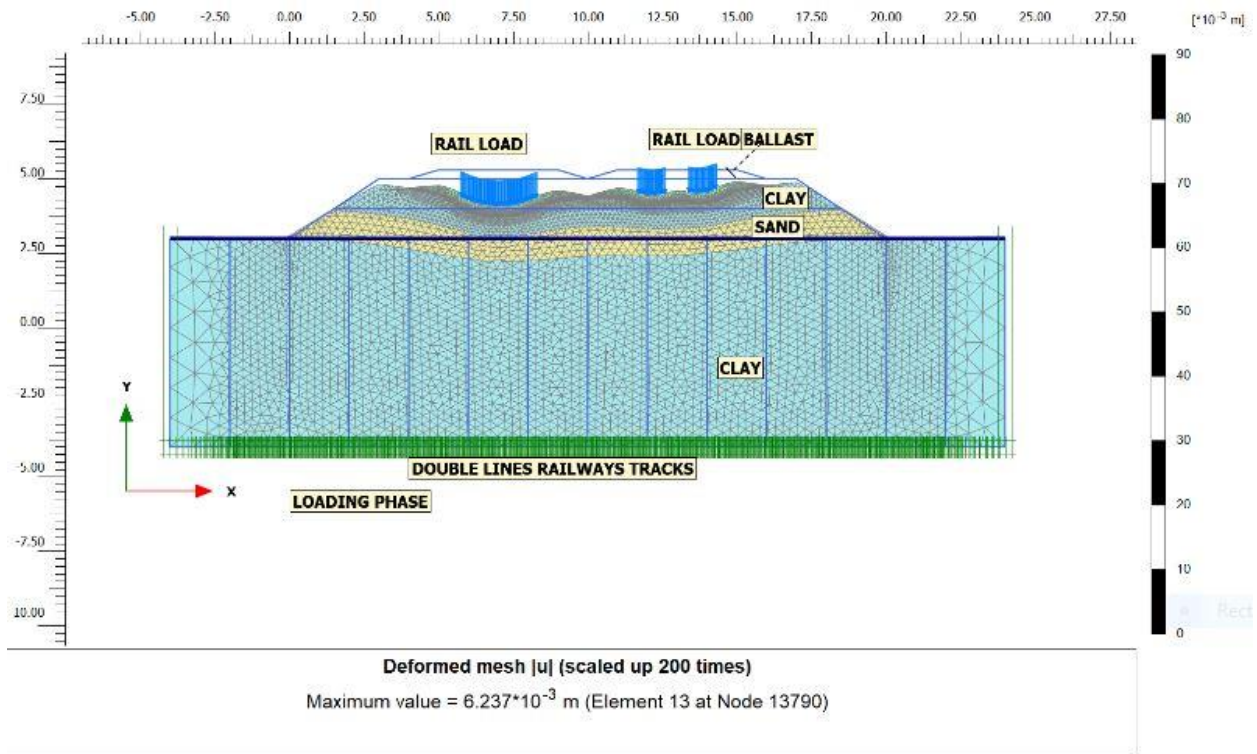 -5.00 -2.50 0.00 2.50 5.00 7.50 10.00 12.50 15.00 17.50 20.00 22.50 25.00 27.50
[*10⁻³ m]
90
80
70
60
50
40
30
20
10
0
7.50
5.00
2.50
0.00
-2.50
-5.00
-7.50
10.00
RAIL LOAD
RAIL LOAD
BALLAST
CLAY
SAND
CLAY
Y
X
DOUBLE LINES RAILWAYS TRACKS
LOADING PHASE
Rect
Deformed mesh |u| (scaled up 200 times)
Maximum value = 6.237*10⁻³ m (Element 13 at Node 13790)